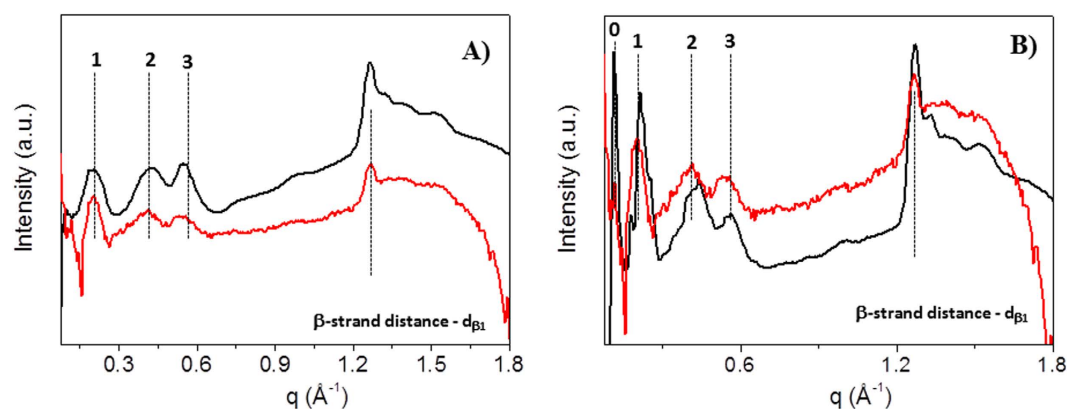 A)
1 2 3
Intensity (a.u.)
β-strand distance - dβ1
0.3 0.6 0.9 1.2 1.5 1.8
q (Å-1)
B)
0 1 2 3
Intensity (a.u.)
β-strand distance - dβ1
0.6 1.2 1.8
q (Å-1)